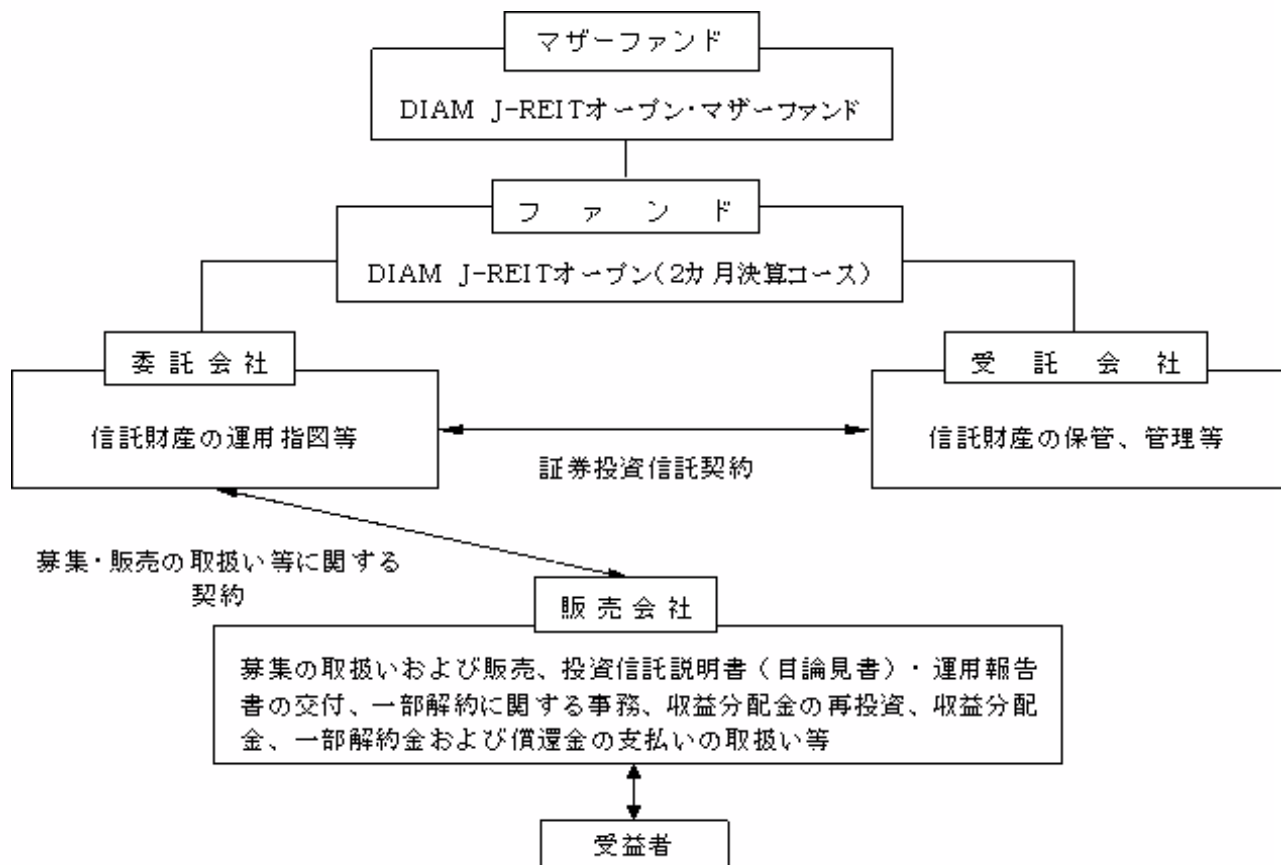 マザーファンド
DIAM J-REITオープン・マザーファンド
ファンド
DIAM J-REITオープン(2カ月決算コース)
委託会社
受託会社
信託財産の運用指図等
信託財産の保管、管理等
証券投資信託契約
募集・販売の取扱い等に関する
契約
販売会社
募集の取扱いおよび販売、投資信託説明書(目論見書)・運用報告
書の交付、一部解約に関する事務、収益分配金の再投資、収益分配
金、一部解約金および償還金の支払いの取扱い等
受益者